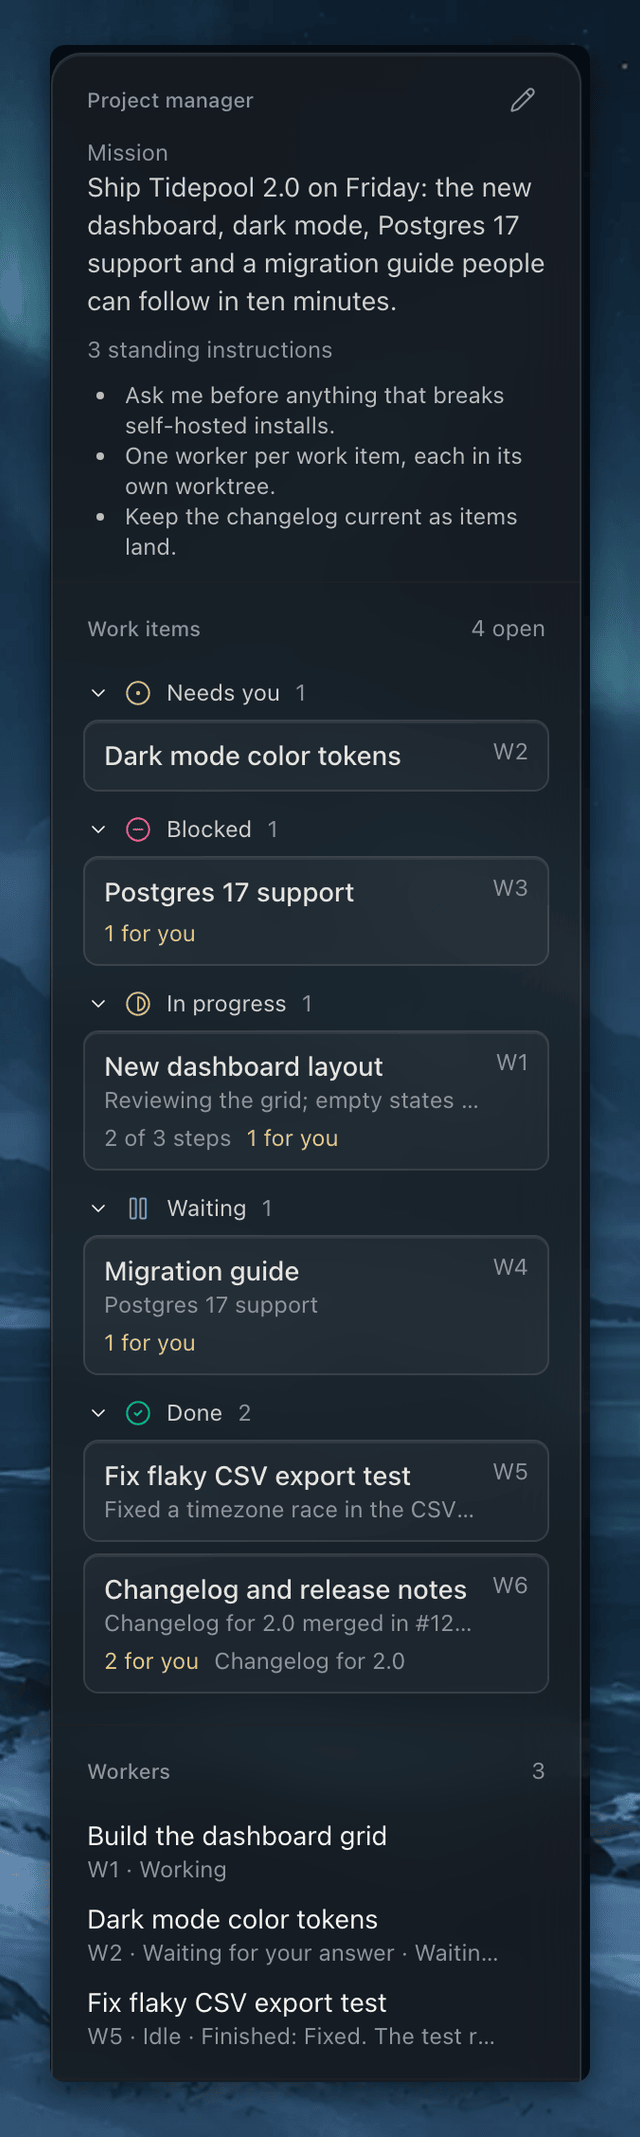 Project manager
Mission
Ship Tidepool 2.0 on Friday: the new
dashboard, dark mode, Postgres 17
support and a migration guide people
can follow in ten minutes.
3 standing instructions
• Ask me before anything that breaks
self-hosted installs.
• One worker per work item, each in its
own worktree.
• Keep the changelog current as items
land.
Work items 4 open
Needs you 1
Dark mode color tokens W2
Blocked 1
Postgres 17 support W3
1 for you
In progress 1
New dashboard layout W1
Reviewing the grid; empty states ...
2 of 3 steps 1 for you
Waiting 1
Migration guide W4
Postgres 17 support
1 for you
Done 2
Fix flaky CSV export test W5
Fixed a timezone race in the CSV...
Changelog and release notes W6
Changelog for 2.0 merged in #12...
2 for you Changelog for 2.0
Workers 3
Build the dashboard grid
W1 · Working
Dark mode color tokens
W2 · Waiting for your answer · Waitin...
Fix flaky CSV export test
W5 · Idle · Finished: Fixed. The test r...